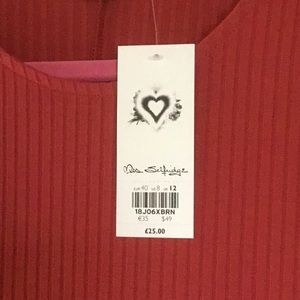 Miss Selfridge
EUR 40 US 8 UK 12
18J06XBRN
€35 $49
£25.00